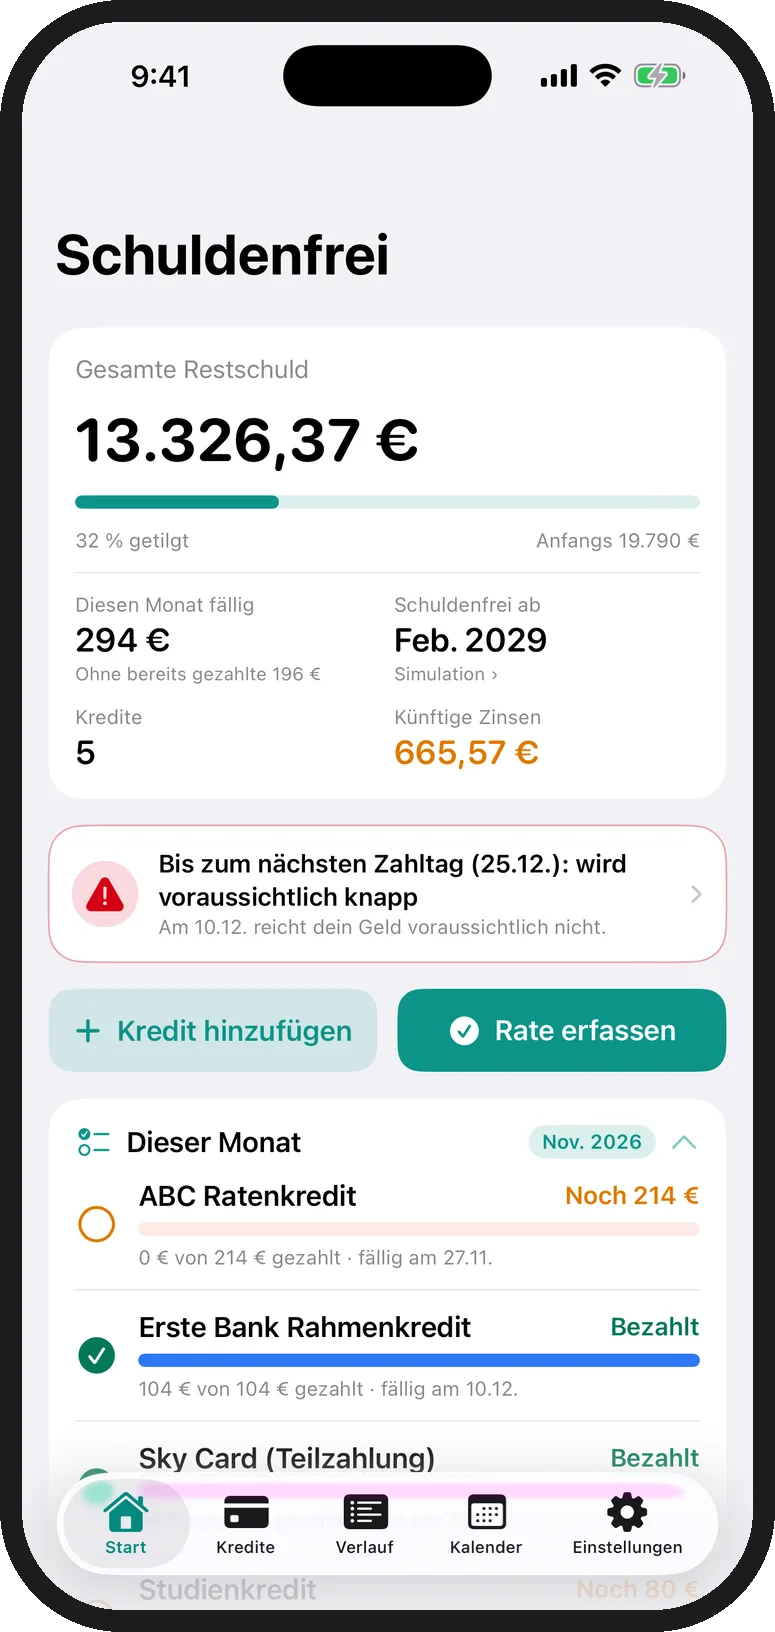 9:41
Schuldenfrei
Gesamte Restschuld
13.326,37 €
32 % getilgt
Anfangs 19.790 €
Diesen Monat fällig
Schuldenfrei ab
294 €
Feb. 2029
Ohne bereits gezahlte 196 €
Simulation ›
Kredite
Künftige Zinsen
5
665,57 €
Bis zum nächsten Zahltag (25.12.): wird
voraussichtlich knapp
Am 10.12. reicht dein Geld voraussichtlich nicht.
Kredit hinzufügen
Rate erfassen
Dieser Monat
Nov. 2026
ABC Ratenkredit
Noch 214 €
0 € von 214 € gezahlt · fällig am 27.11.
Erste Bank Rahmenkredit
Bezahlt
104 € von 104 € gezahlt · fällig am 10.12.
Sky Card (Teilzahlung)
Bezahlt
Start
Kredite
Verlauf
Kalender
Einstellungen
Studienkredit
Noch 80 €